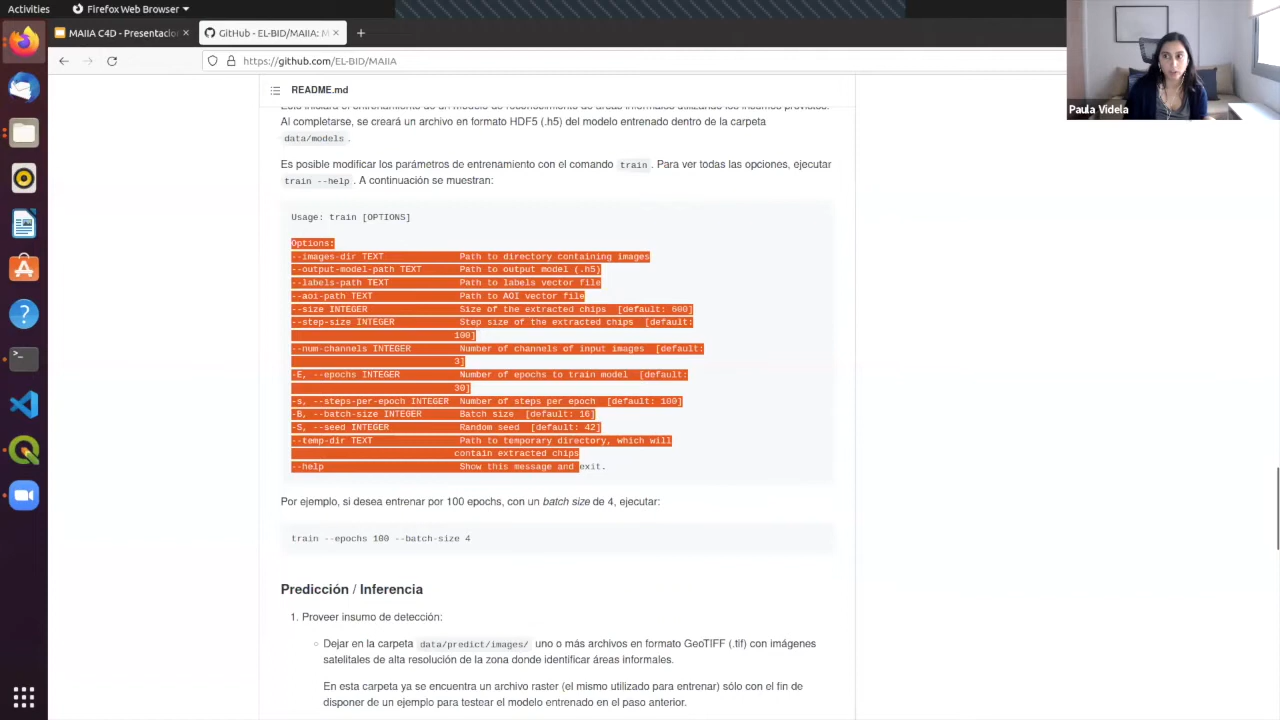 Activities
Firefox Web Browser
MAIIA C4D - Presentacio
GitHub - EL-BID/MAIIA: M
https://github.com/EL-BID/MAIIA
Paula Videla
README.md
Al completarse, se creará un archivo en formato HDF5 (.h5) del modelo entrenado dentro de la carpeta
data/models .
Es posible modificar los parámetros de entrenamiento con el comando train . Para ver todas las opciones, ejecutar
train --help . A continuación se muestran:
Usage: train [OPTIONS]
Options:
--images-dir TEXT Path to directory containing images
--output-model-path TEXT Path to output model (.h5)
--labels-path TEXT Path to labels vector file
--aoi-path TEXT Path to AOI vector file
--size INTEGER Size of the extracted chips [default: 600]
--step-size INTEGER Step size of the extracted chips [default:
100]
--num-channels INTEGER Number of channels of input images [default:
3]
-E, --epochs INTEGER Number of epochs to train model [default:
30]
-s, --steps-per-epoch INTEGER Number of steps per epoch [default: 100]
-B, --batch-size INTEGER Batch size [default: 16]
-S, --seed INTEGER Random seed [default: 42]
--temp-dir TEXT Path to temporary directory, which will
contain extracted chips
--help Show this message and exit.
Por ejemplo, si desea entrenar por 100 epochs, con un batch size de 4, ejecutar:
train --epochs 100 --batch-size 4
Predicción / Inferencia
1. Proveer insumo de detección:
Dejar en la carpeta data/predict/images/ uno o más archivos en formato GeoTIFF (.tif) con imágenes
satelitales de alta resolución de la zona donde identificar áreas informales.
En esta carpeta ya se encuentra un archivo raster (el mismo utilizado para entrenar) sólo con el fin de
disponer de un ejemplo para testear el modelo entrenado en el paso anterior.